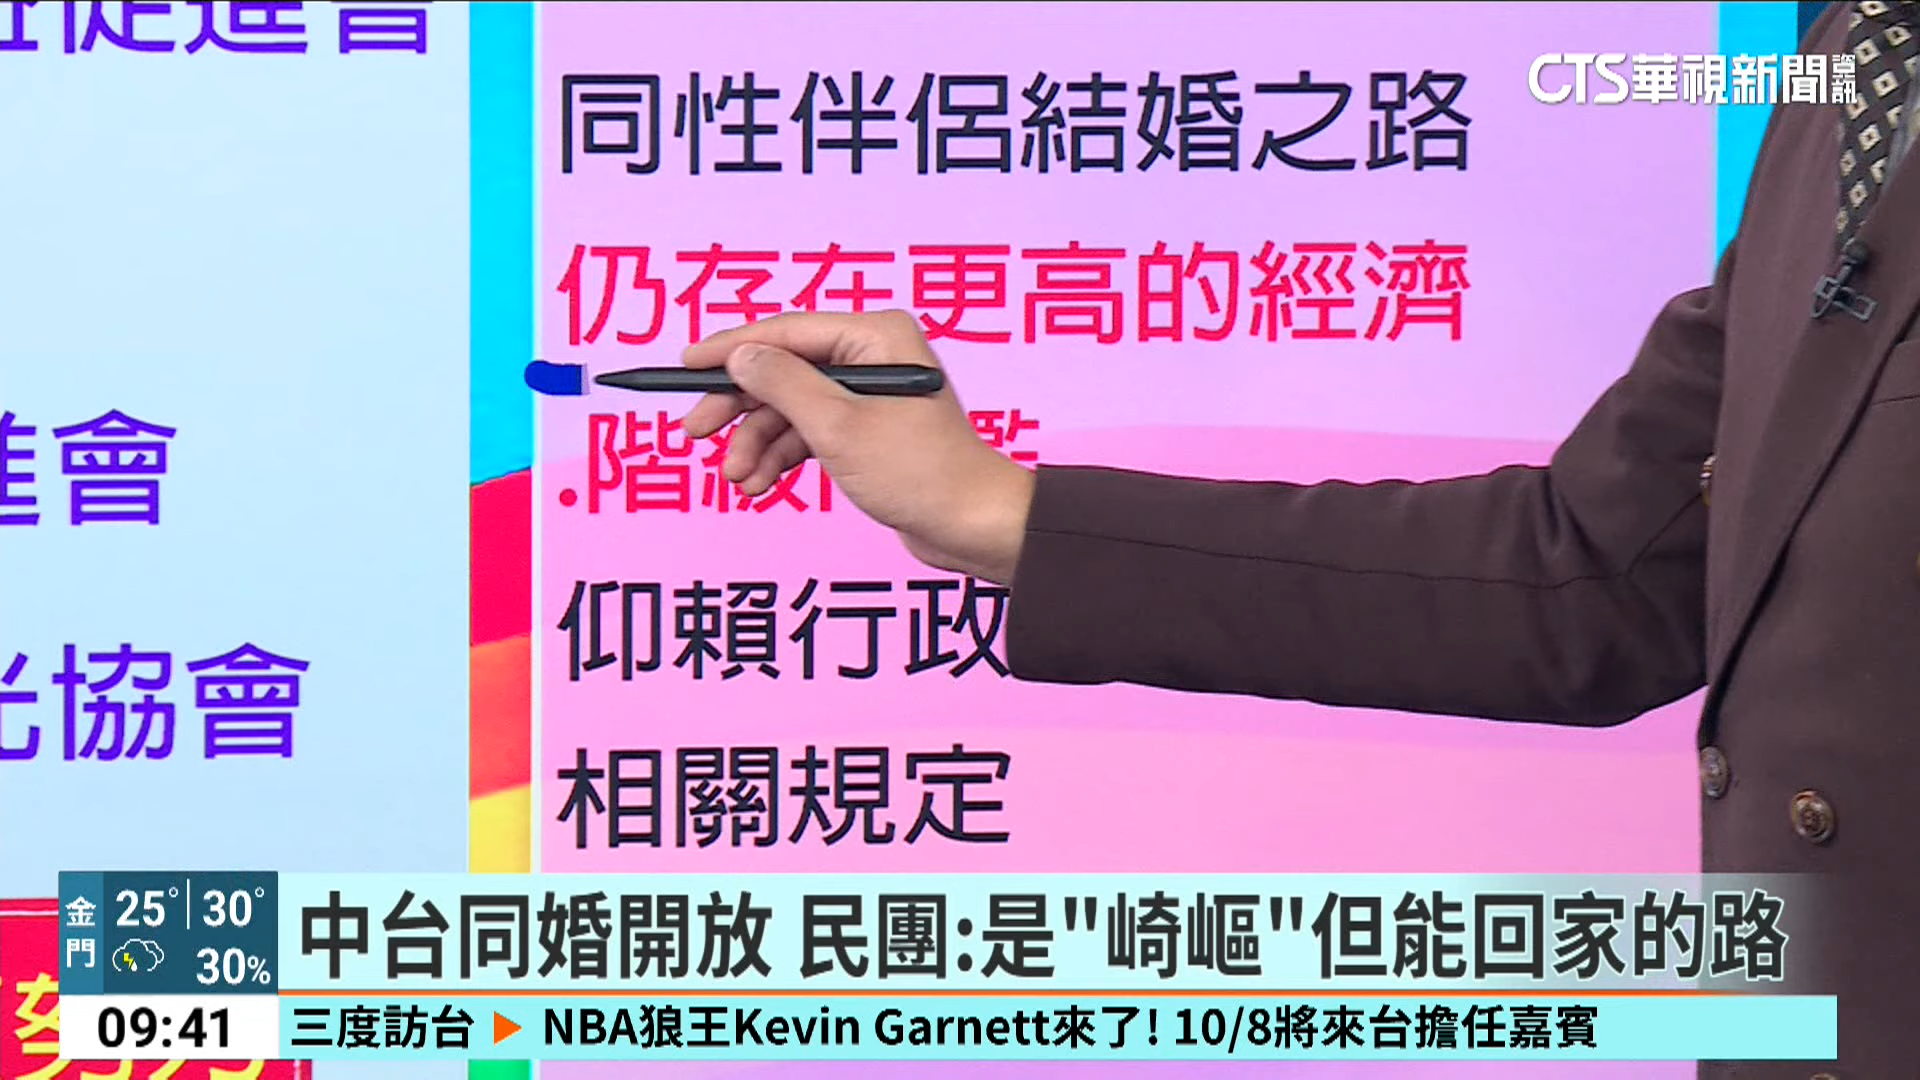 促進會
同性伴侶結婚之路
仍存在更高的經濟
.階級門檻
仰賴行政
相關規定
進會
光協會
努力
CTS華視新聞資訊
金門
25° 30°
30%
09:41
中台同婚開放 民團:是"崎嶇"但能回家的路
三度訪台 ▶ NBA狼王Kevin Garnett來了! 10/8將來台擔任嘉賓